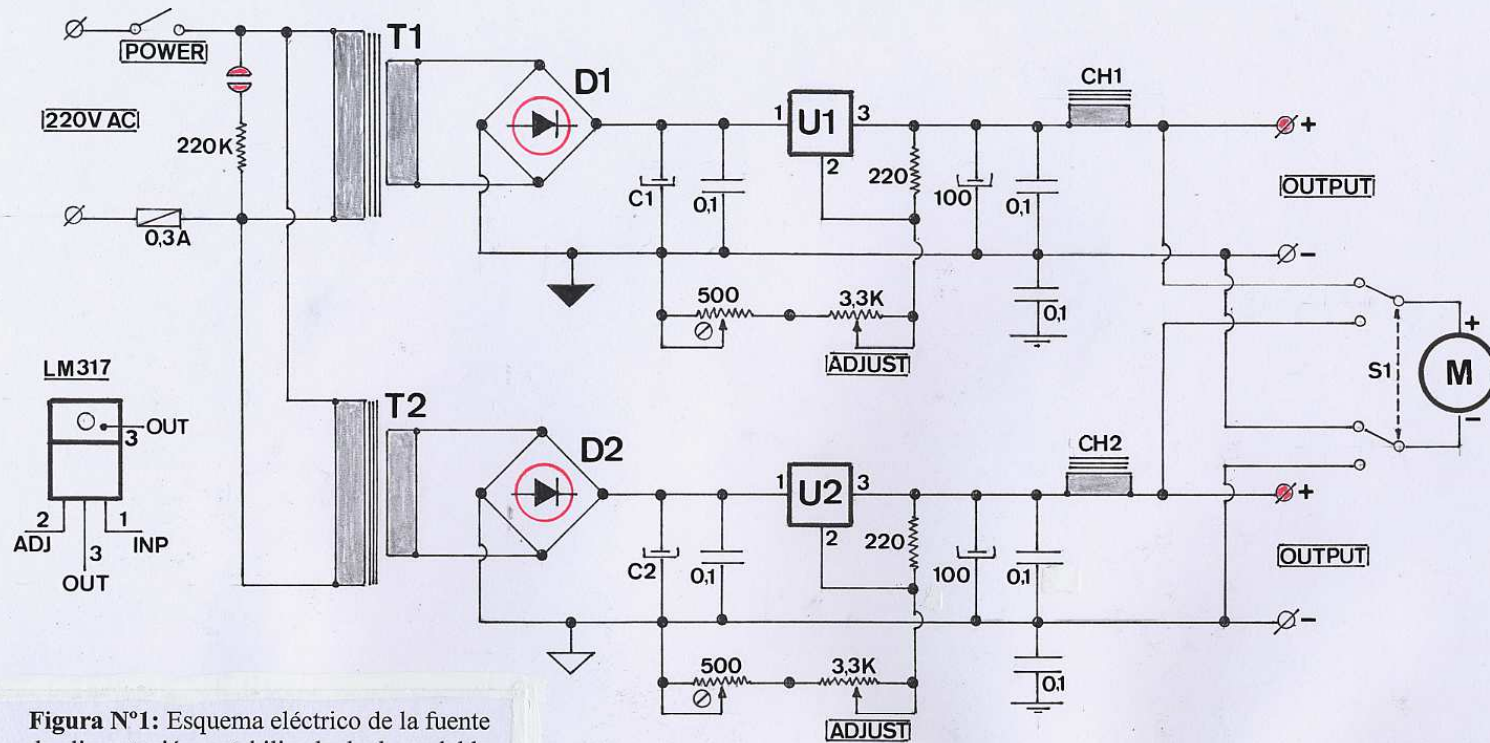 POWER
220V AC
220K
0,3A
T1
D1
C1
0,1
1 U1 3
2
220
100
0,1
CH1
+
OUTPUT
-
500
3,3K
ADJUST
0,1
S1
+
M
-
LM317
3 OUT
2 ADJ
3 OUT
1 INP
T2
D2
C2
0,1
1 U2 3
2
220
100
0,1
CH2
+
OUTPUT
-
500
3,3K
ADJUST
0,1
Figura Nº1: Esquema eléctrico de la fuente